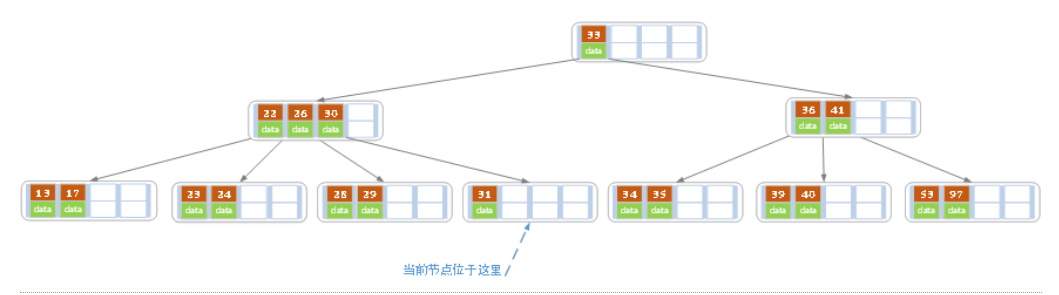 33
data
22 26 30
data data data
36 41
data data
13 17
data data
23 24
data data
28 29
data data
31
data
34 35
data data
39 40
data data
53 97
data data
当前节点位于这里